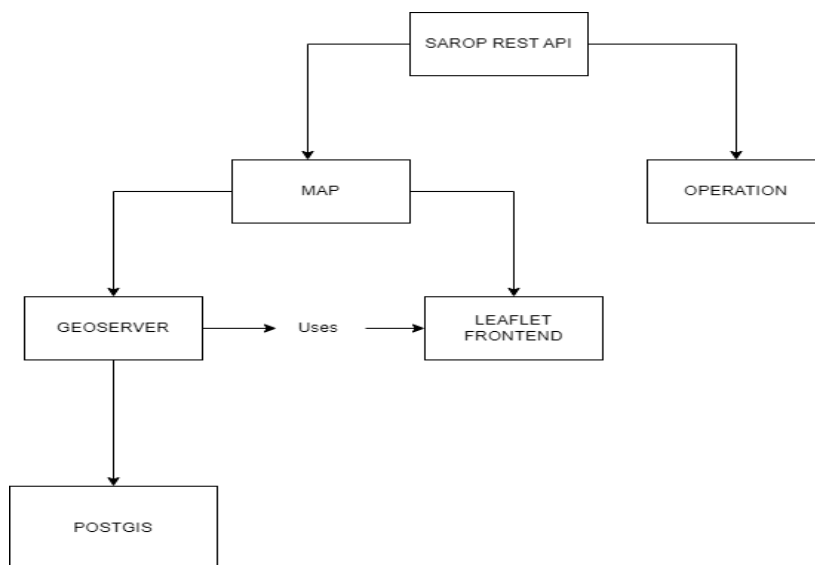 SAROP REST API
MAP
OPERATION
GEOSERVER
Uses
LEAFLET
FRONTEND
POSTGIS